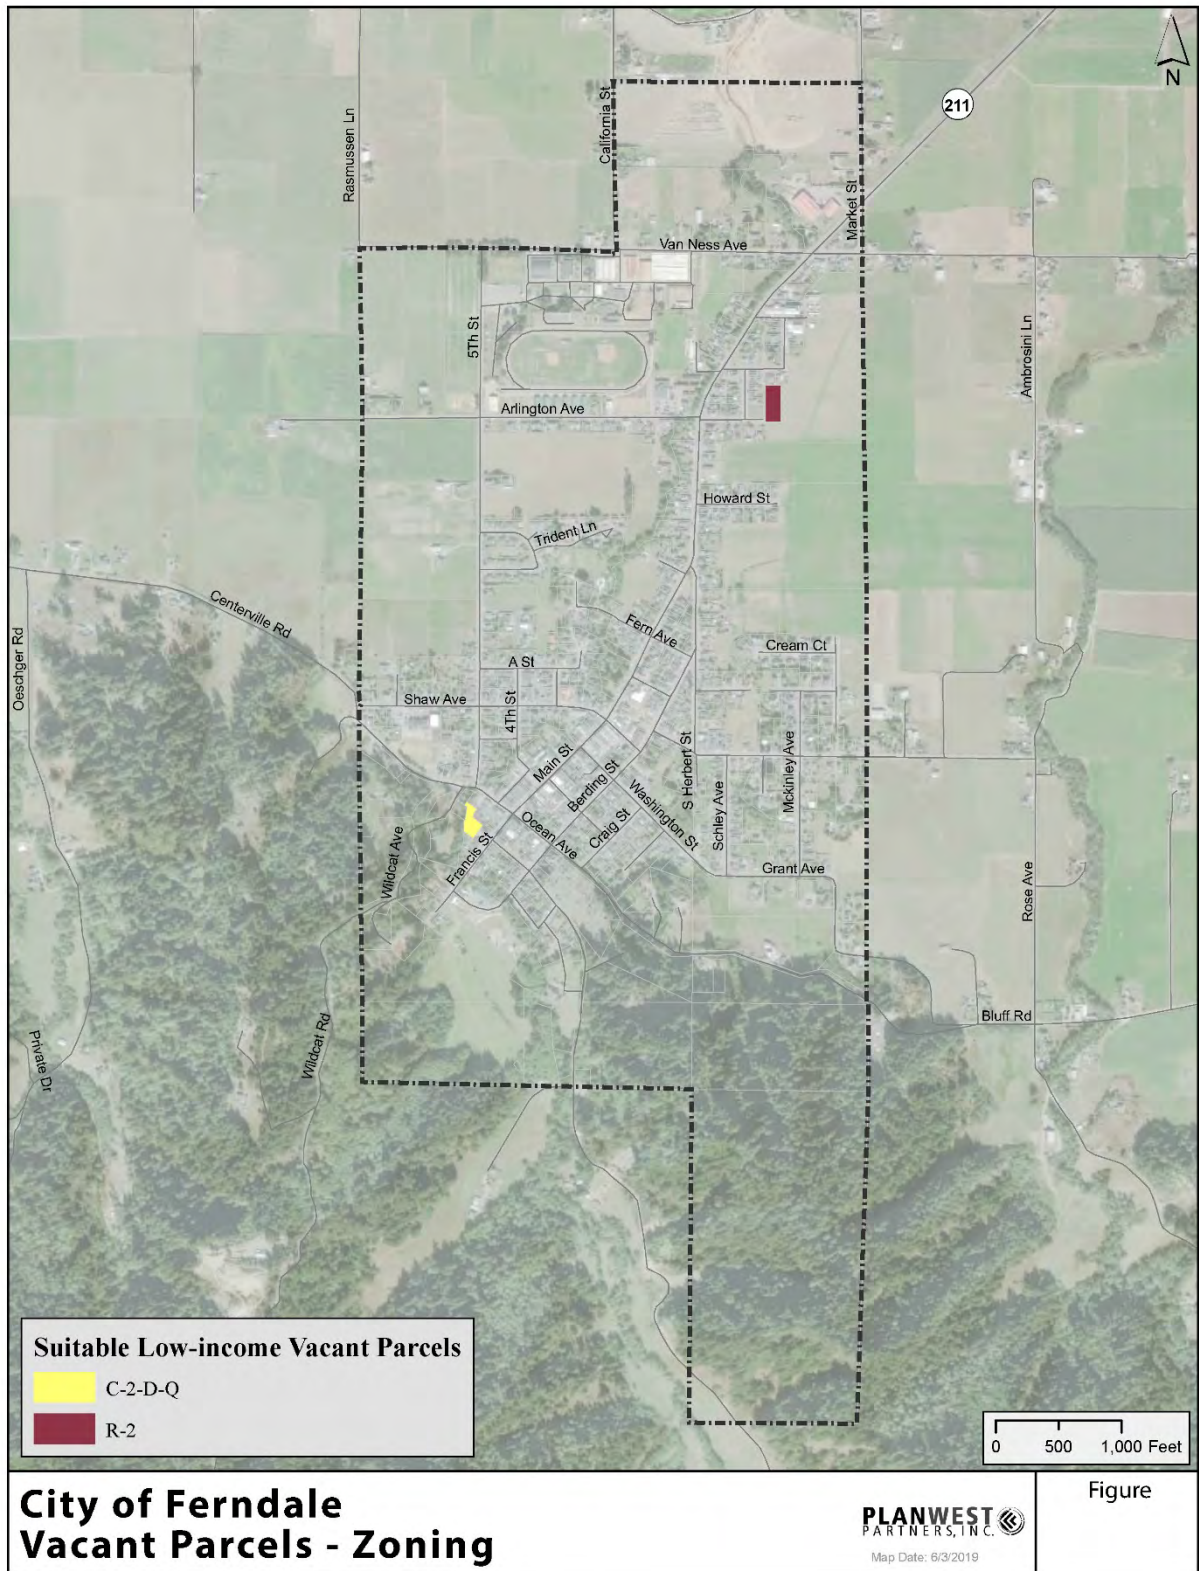 N
211
California St
Rasmussen Ln
Market St
Van Ness Ave
5Th St
Ambrosini Ln
Arlington Ave
Howard St
Trident Ln
Centerville Rd
Fern Ave
Cream Ct
Oeschger Rd
A St
Shaw Ave
4Th St
Main St
S Herbert St
Mckinley Ave
Berding St
Washington St
Schley Ave
Ocean Ave
Craig St
Wildcat Ave
Francis St
Grant Ave
Rose Ave
Bluff Rd
Wildcat Rd
Private Dr
Suitable Low-income Vacant Parcels
C-2-D-Q
R-2
0 500 1,000 Feet
City of Ferndale
Vacant Parcels - Zoning
PLANWEST
PARTNERS, INC.
Map Date: 6/3/2019
Figure